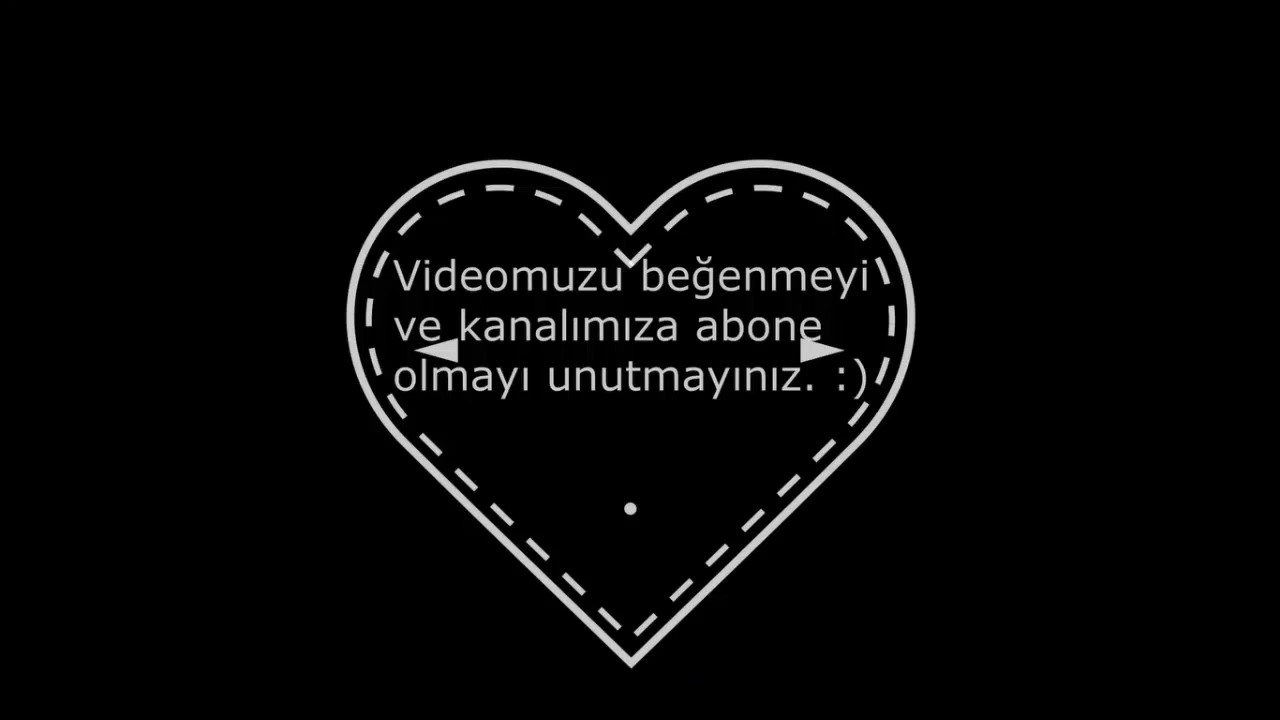 Videomuzu beğenmeyi
ve kanalımıza abone
olmayı unutmayınız. :)